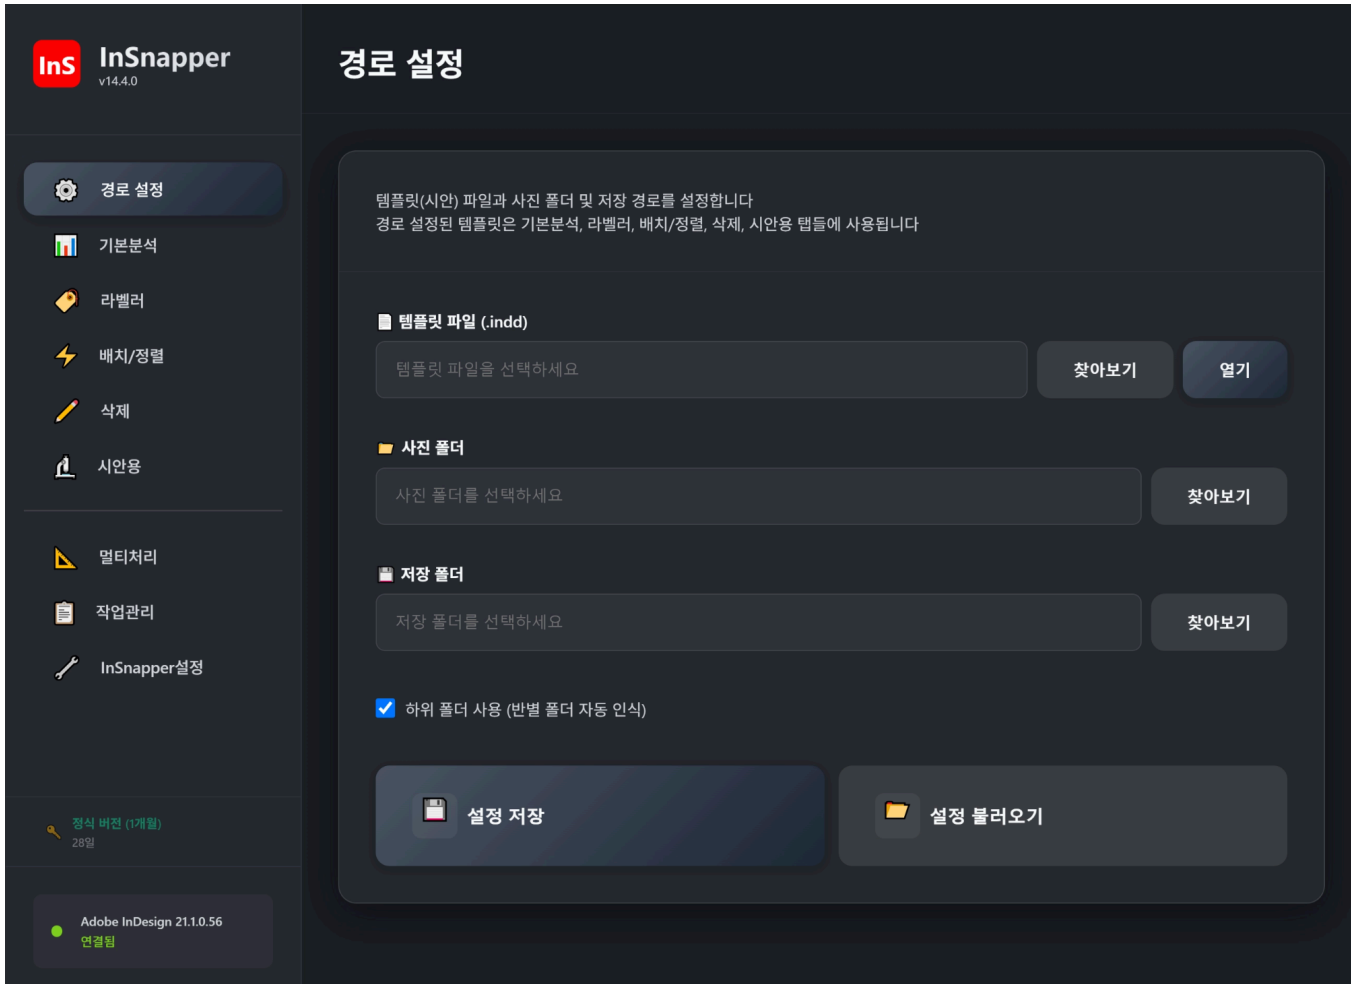 InS
InSnapper
v14.4.0
경로 설정
기본분석
라벨러
배치/정렬
삭제
시안용
멀티처리
작업관리
InSnapper설정
정식 버전 (1개월)
28일
Adobe InDesign 21.1.0.56
연결됨
경로 설정
템플릿(시안) 파일과 사진 폴더 및 저장 경로를 설정합니다
경로 설정된 템플릿은 기본분석, 라벨러, 배치/정렬, 삭제, 시안용 탭들에 사용됩니다
템플릿 파일 (.indd)
템플릿 파일을 선택하세요
찾아보기
열기
사진 폴더
사진 폴더를 선택하세요
찾아보기
저장 폴더
저장 폴더를 선택하세요
찾아보기
하위 폴더 사용 (반별 폴더 자동 인식)
설정 저장
설정 불러오기